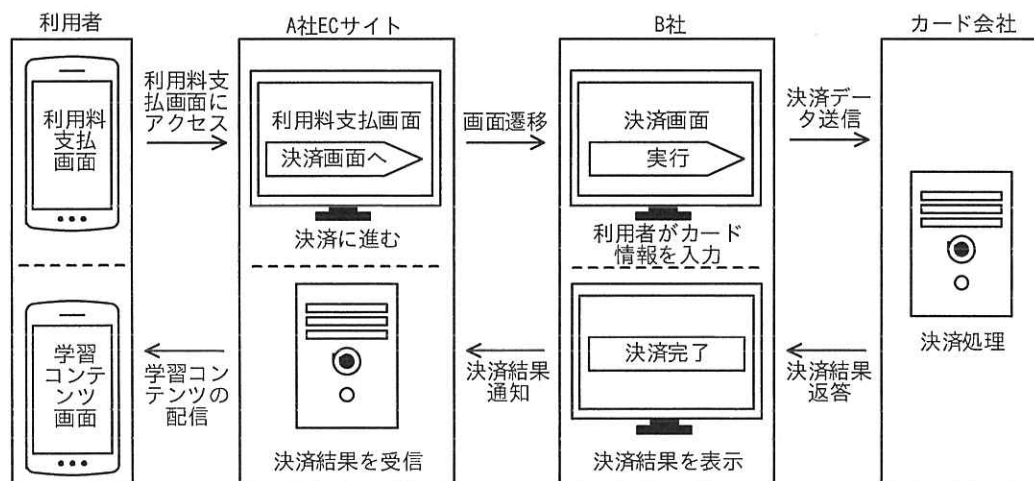 利用者
A社ECサイト
B社
カード会社
利用料
支払
画面
利用料支
払画面に
アクセス
利用料支払画面
決済画面へ
決済に進む
画面遷移
決済画面
実行
利用者がカード
情報を入力
決済デー
タ送信
決済処理
決済結果
返答
決済完了
決済結果を表示
決済結果
通知
決済結果を受信
学習コン
テンツの
配信
学習
コンテ
ンツ
画面